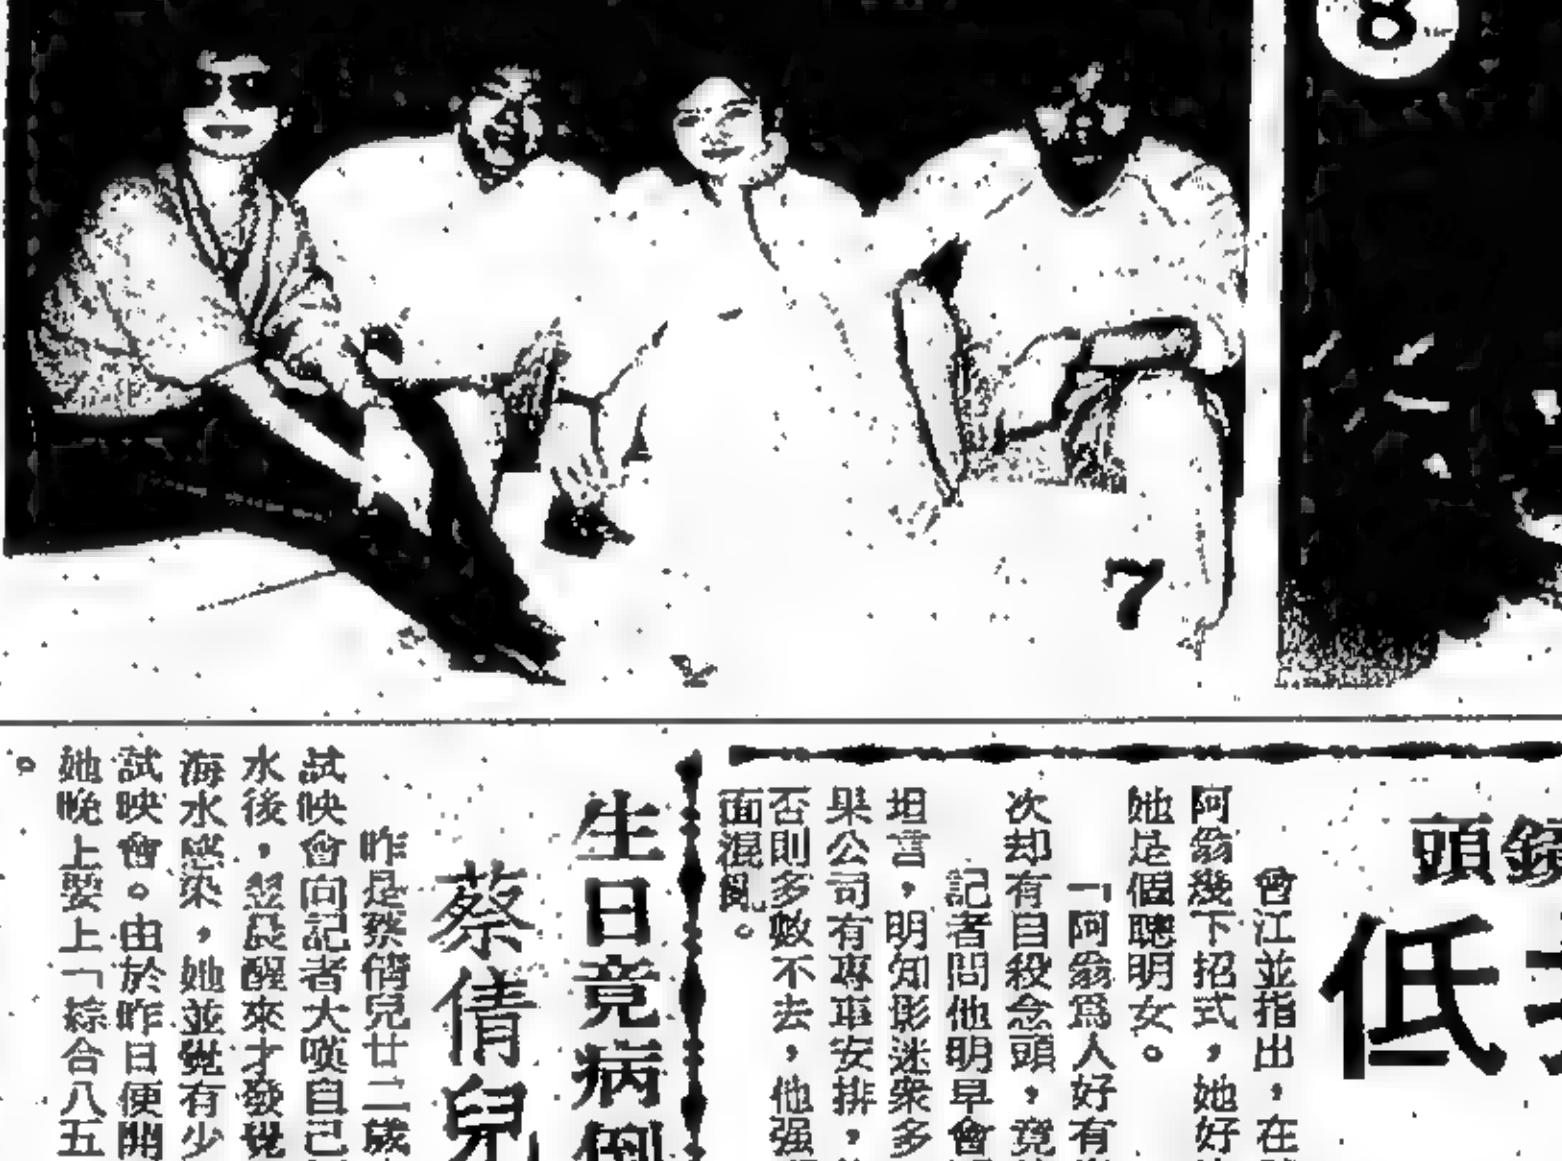 8
7
頭鏡
低
曾江並指出，在
阿翁幾下招式，她好
她是個聰明女。
「阿翁為人好有
次却有自殺念頭，竟
記者問他明早會
坦言，明知影迷衆多
果公司有專車安排，
否則多蚊不去，他强
面混亂。
生日竟病倒
蔡倩兒
昨是蔡倩兒廿二歲
試映會向記者大嘆自己
水後，翌晨醒來才發覺
海水感染，她並覺有少
試映會。由於昨日便開
她晚上要上「綜合八五
。